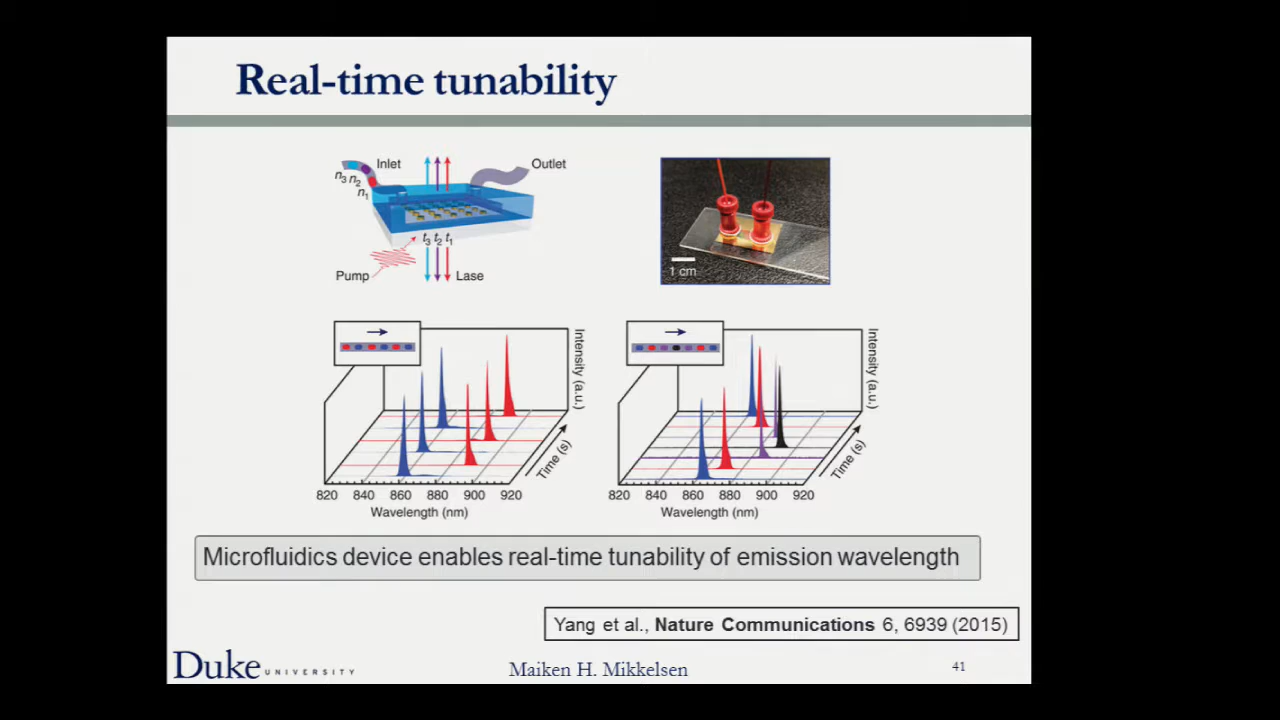 Real-time tunability
Inlet
Outlet
n3 n2
n1
t3 t2 t1
Pump
Lase
1 cm
Intensity (a.u.)
Time (s)
820 840 860 880 900 920
Wavelength (nm)
Intensity (a.u.)
Time (s)
820 840 860 880 900 920
Wavelength (nm)
Microfluidics device enables real-time tunability of emission wavelength
Yang et al., Nature Communications 6, 6939 (2015)
Duke UNIVERSITY
Maiken H. Mikkelsen
41